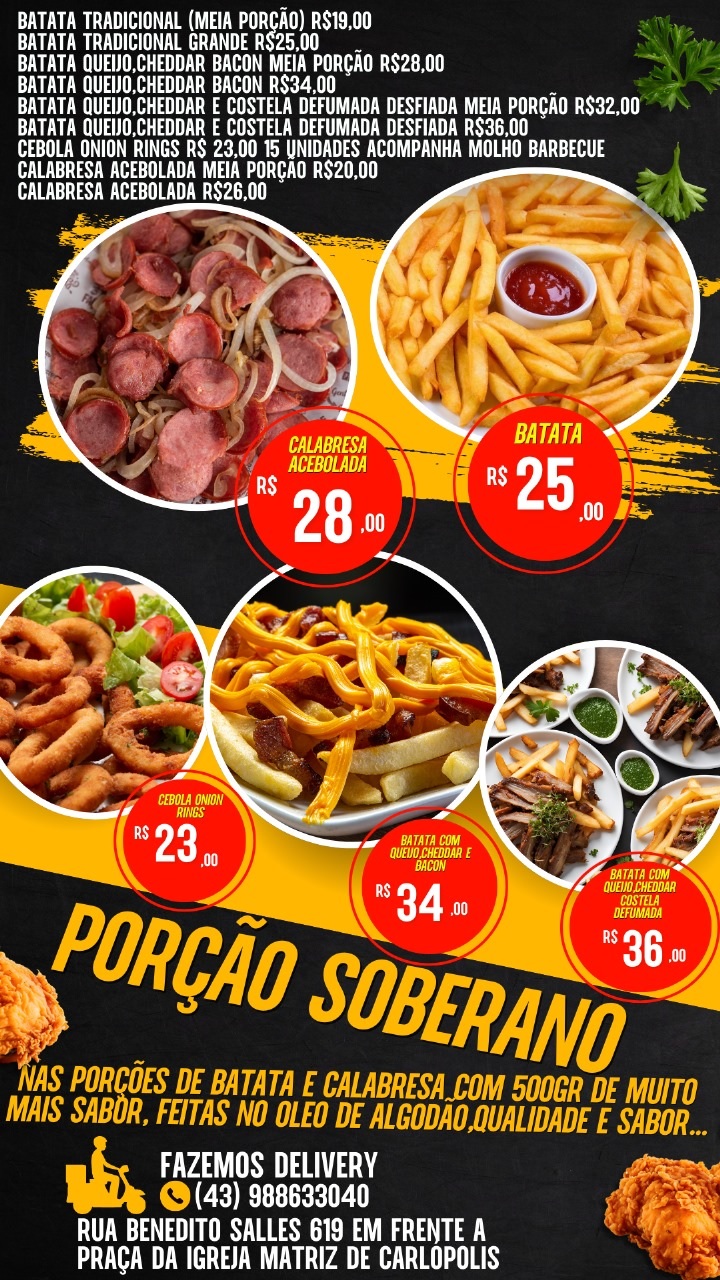 BATATA TRADICIONAL (MEIA PORÇÃO) R$19,00
BATATA TRADICIONAL GRANDE R$25,00
BATATA QUEIJO,CHEDDAR BACON MEIA PORÇÃO R$28,00
BATATA QUEIJO,CHEDDAR BACON R$34,00
BATATA QUEIJO,CHEDDAR E COSTELA DEFUMADA DESFIADA MEIA PORÇÃO R$32,00
BATATA QUEIJO,CHEDDAR E COSTELA DEFUMADA DESFIADA R$36,00
CEBOLA ONION RINGS R$ 23,00 15 UNIDADES ACOMPANHA MOLHO BARBECUE
CALABRESA ACEBOLADA MEIA PORÇÃO R$20,00
CALABRESA ACEBOLADA R$26,00
CALABRESA
ACEBOLADA
R$ 28,00
BATATA
R$ 25,00
CEBOLA ONION
RINGS
R$ 23,00
BATATA COM
QUEIJO,CHEDDAR E
BACON
R$ 34,00
BATATA COM
QUEIJO,CHEDDAR
COSTELA
DEFUMADA
R$ 36,00
PORÇÃO SOBERANO
NAS PORÇÕES DE BATATA E CALABRESA COM 500GR DE MUITO
MAIS SABOR, FEITAS NO OLEO DE ALGODÃO,QUALIDADE E SABOR...
FAZEMOS DELIVERY
(43) 988633040
RUA BENEDITO SALLES 619 EM FRENTE A
PRAÇA DA IGREJA MATRIZ DE CARLÓPOLIS